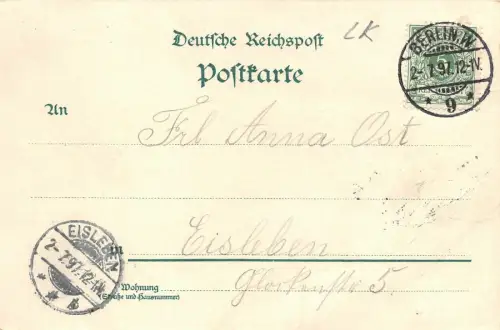 LK
Deutsche Reichspost
Postkarte
BERLIN.W.
2-7.97.12-1V.
* 9 *
An Frl Anna Ost
EISLEBEN
2-7.97.12-1V.
in Eisleben
Wohnung Glockenstr 5
(Straße und Hausnummer)